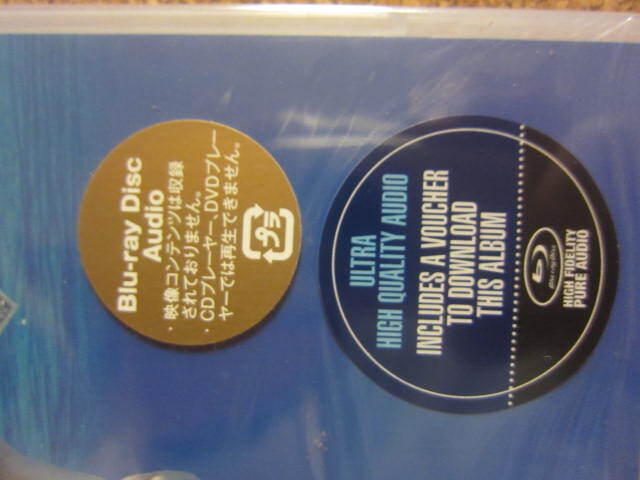 Blu-ray Disc
Audio
・映像コンテンツは収録
されておりません。
・CDプレーヤー、DVDプレー
ヤーでは再生できません。
プラ
ULTRA
HIGH QUALITY AUDIO
INCLUDES A VOUCHER
TO DOWNLOAD
THIS ALBUM
Blu-ray Disc
HIGH FIDELITY
PURE AUDIO